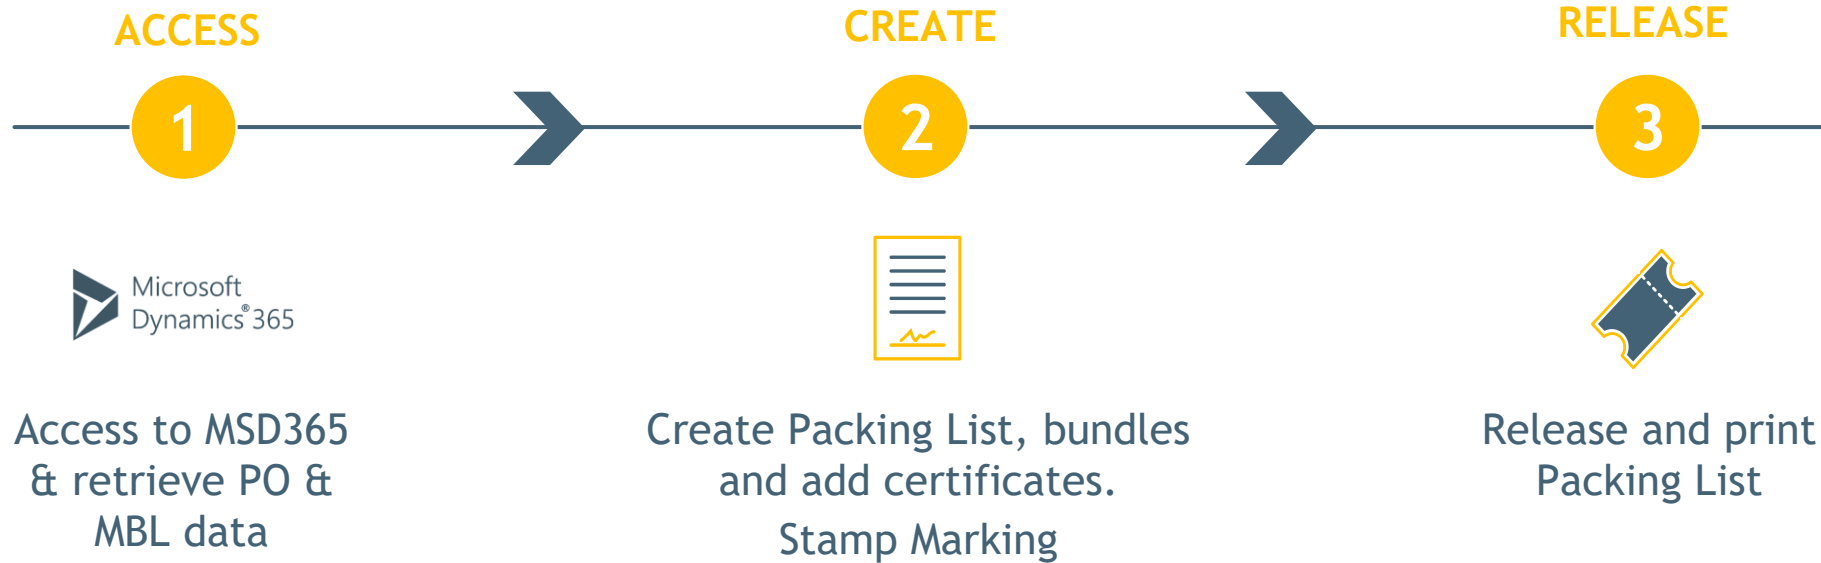 ACCESS
CREATE
RELEASE
1
2
3
Microsoft
Dynamics® 365
Access to MSD365
& retrieve PO &
MBL data
Create Packing List, bundles
and add certificates.
Stamp Marking
Release and print
Packing List